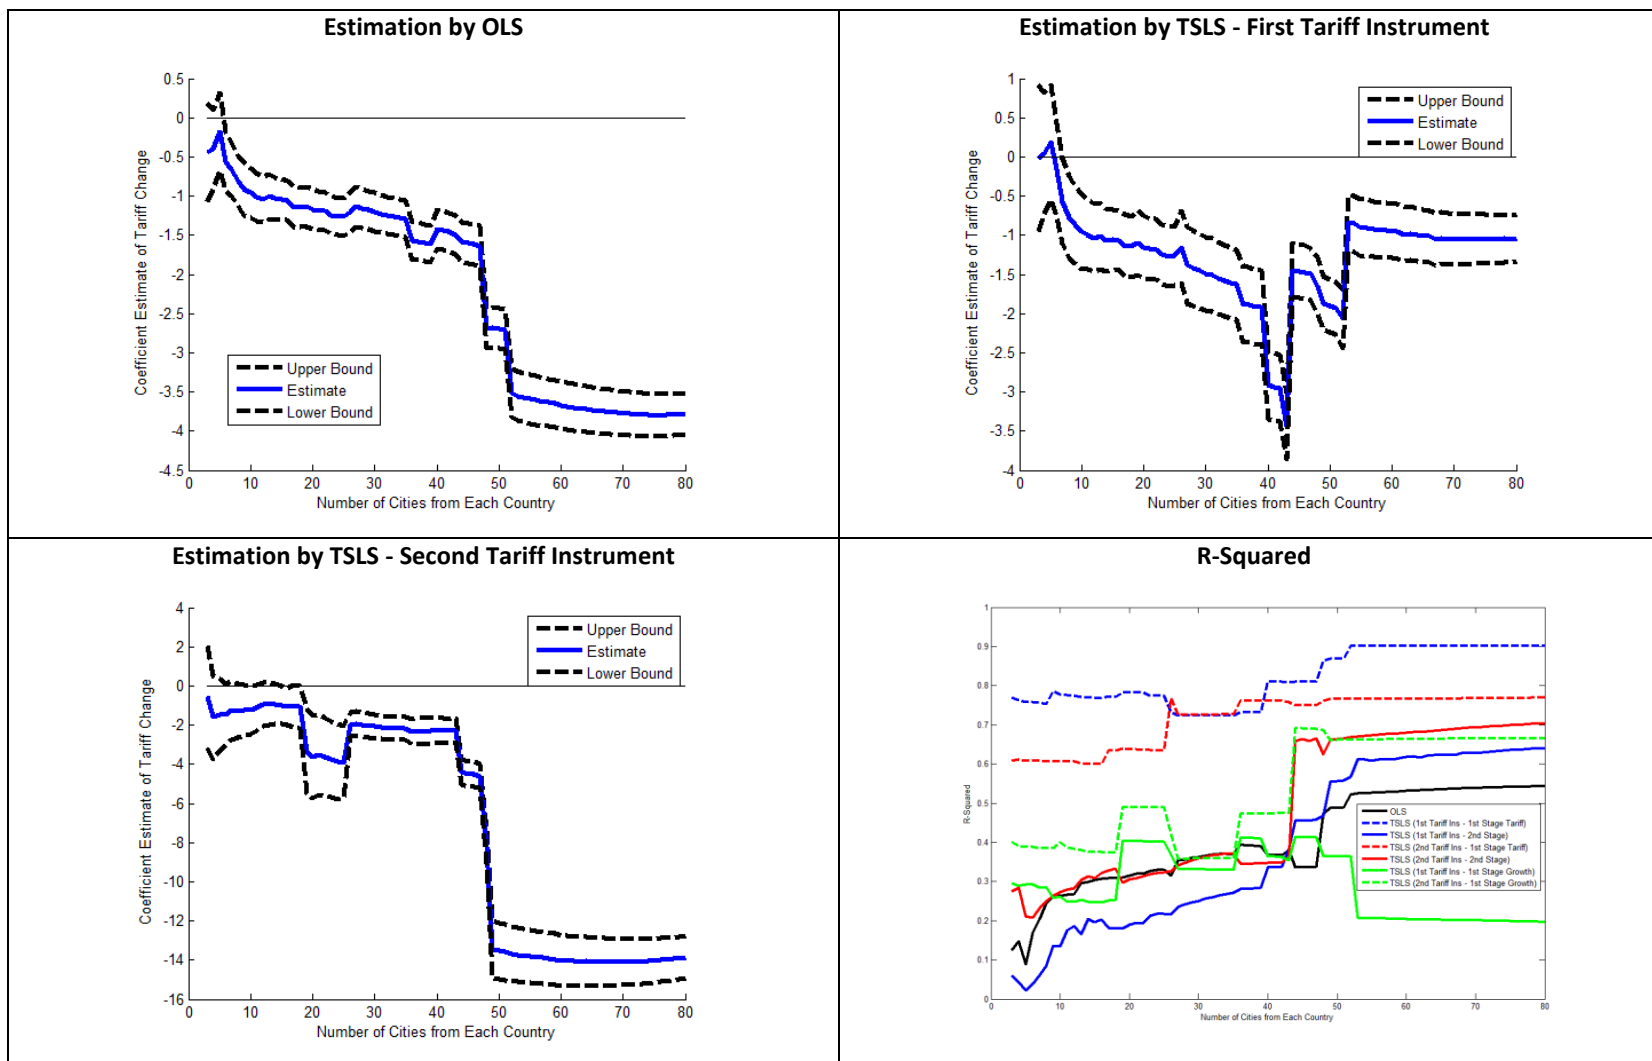 Estimation by OLS
0.5
0
-0.5
-1
-1.5
-2
-2.5
-3
-3.5
-4
-4.5
Coefficient Estimate of Tariff Change
Upper Bound
Estimate
Lower Bound
0 10 20 30 40 50 60 70 80
Number of Cities from Each Country
Estimation by TSLS - First Tariff Instrument
1
0.5
0
-0.5
-1
-1.5
-2
-2.5
-3
-3.5
-4
Coefficient Estimate of Tariff Change
Upper Bound
Estimate
Lower Bound
0 10 20 30 40 50 60 70 80
Number of Cities from Each Country
Estimation by TSLS - Second Tariff Instrument
4
2
0
-2
-4
-6
-8
-10
-12
-14
-16
Coefficient Estimate of Tariff Change
Upper Bound
Estimate
Lower Bound
0 10 20 30 40 50 60 70 80
Number of Cities from Each Country
R-Squared
1
0.9
0.8
0.7
0.6
0.5
0.4
0.3
0.2
0.1
0
R-Squared
OLS
TSLS (1st Tariff Ins - 1st Stage Tariff)
TSLS (1st Tariff Ins - 2nd Stage)
TSLS (2nd Tariff Ins - 1st Stage Tariff)
TSLS (2nd Tariff Ins - 2nd Stage)
TSLS (1st Tariff Ins - 1st Stage Growth)
TSLS (2nd Tariff Ins - 1st Stage Growth)
0 10 20 30 40 50 60 70 80
Number of Cities from Each Country